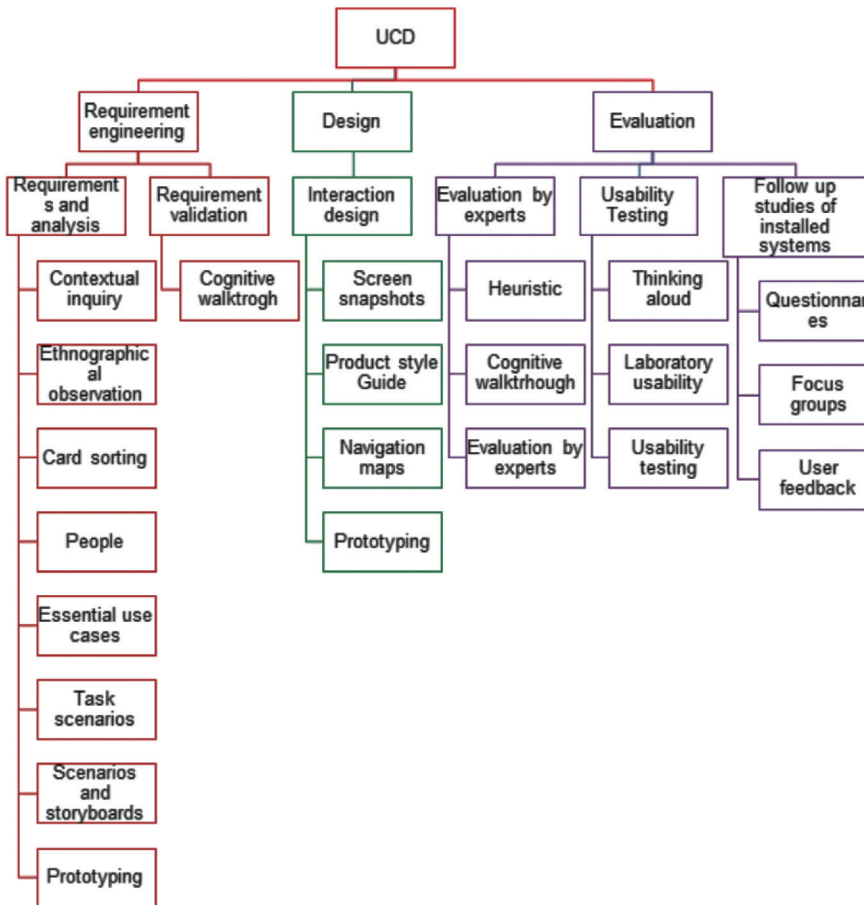 UCD
Requirement
engineering
Design
Evaluation
Requirement
s and analysis
Requirement
validation
Interaction
design
Evaluation by
experts
Usability
Testing
Follow up
studies of
installed
systems
Contextual
inquiry
Ethnographic
al
observation
Card sorting
People
Essential use
cases
Task
scenarios
Scenarios
and
storyboards
Prototyping
Cognitive
walktrogh
Screen
snapshots
Product style
Guide
Navigation
maps
Prototyping
Heuristic
Cognitive
walktrhough
Evaluation by
experts
Thinking
aloud
Laboratory
usability
Usability
testing
Questionnar
es
Focus
groups
User
feedback